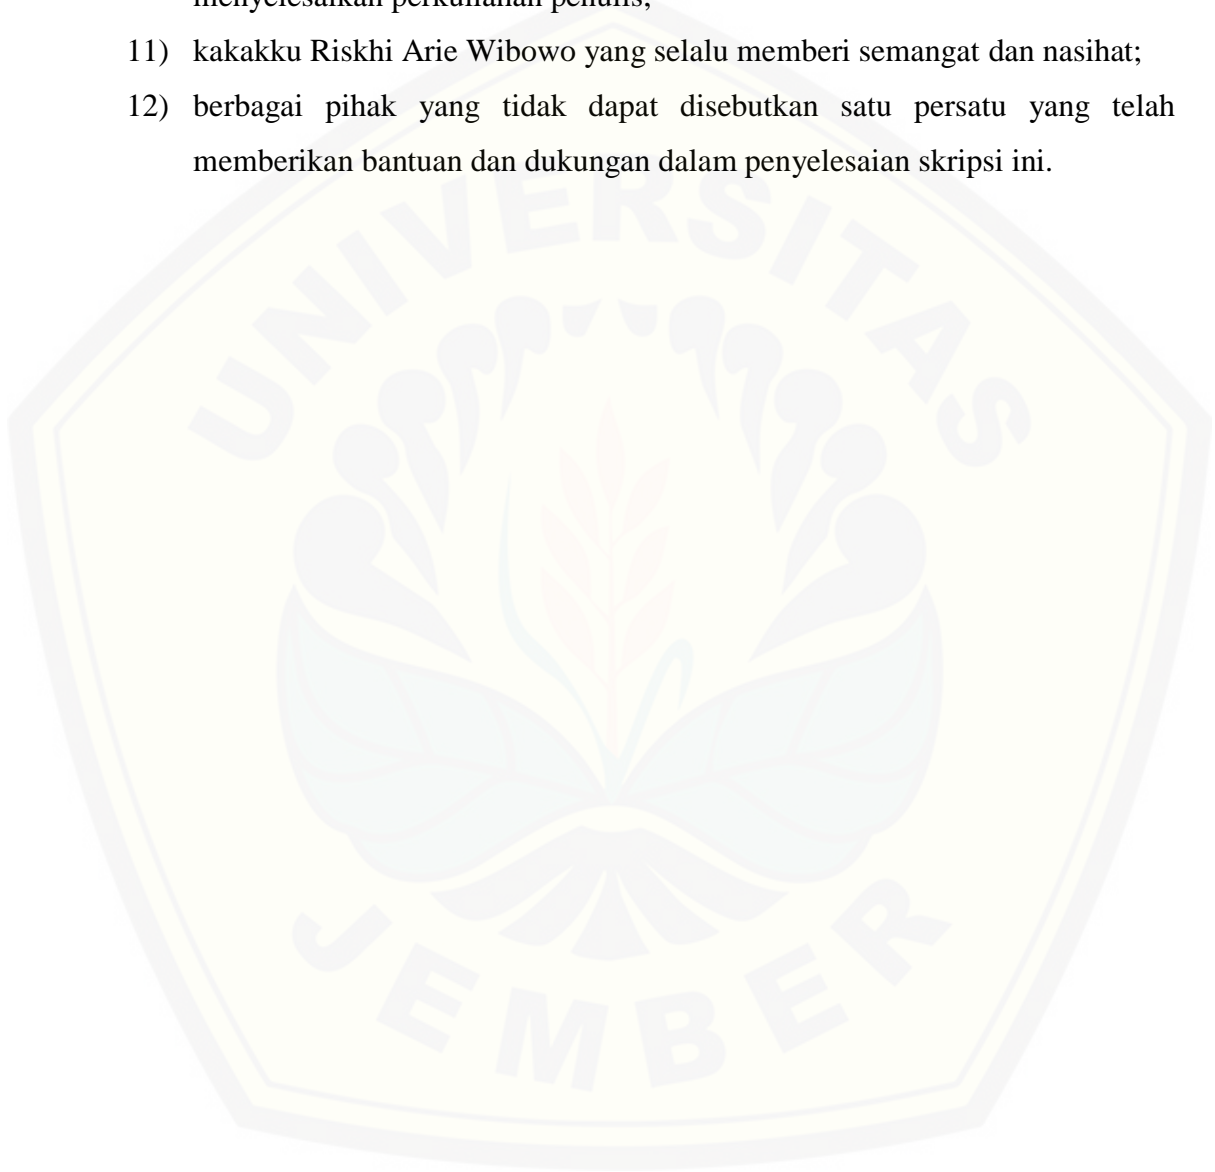 menyelesaikan perkuliahan penulis;
11) kakakku Riskhi Arie Wibowo yang selalu memberi semangat dan nasihat;
12) berbagai pihak yang tidak dapat disebutkan satu persatu yang telah
memberikan bantuan dan dukungan dalam penyelesaian skripsi ini.
UNIVERSITAS
JEMBER